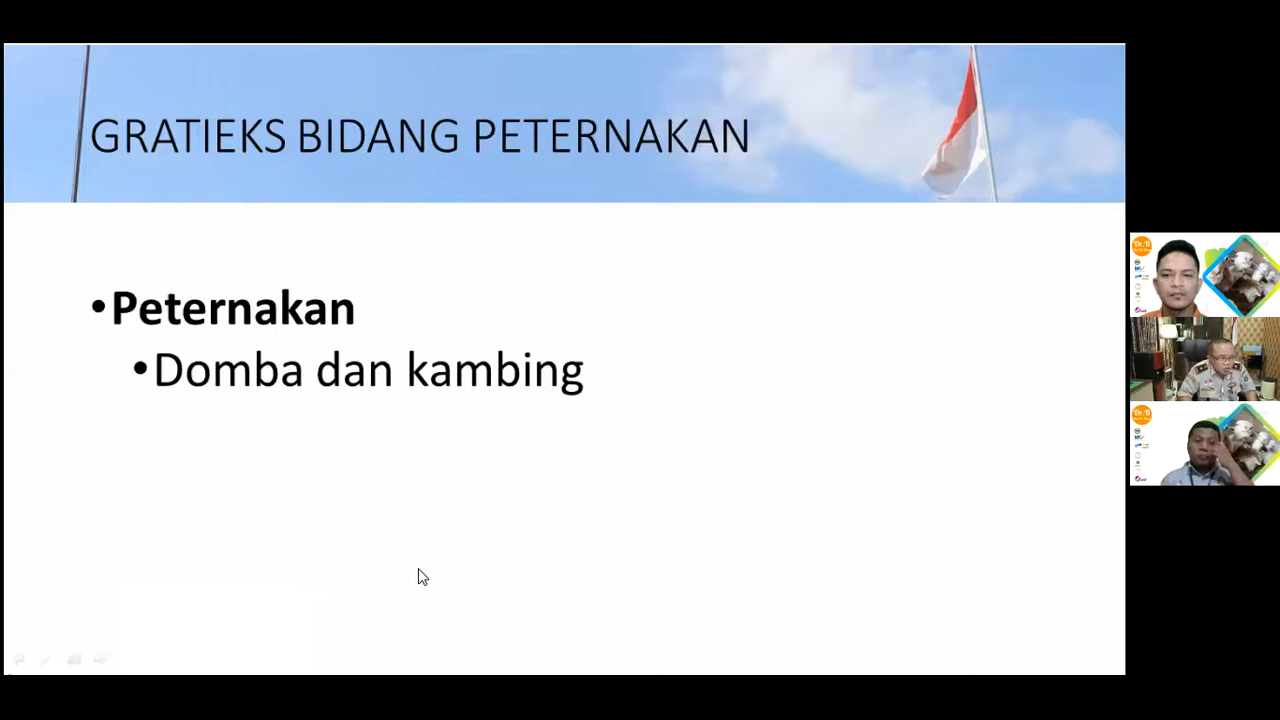 GRATIEKS BIDANG PETERNAKAN
•Peternakan
•Domba dan kambing